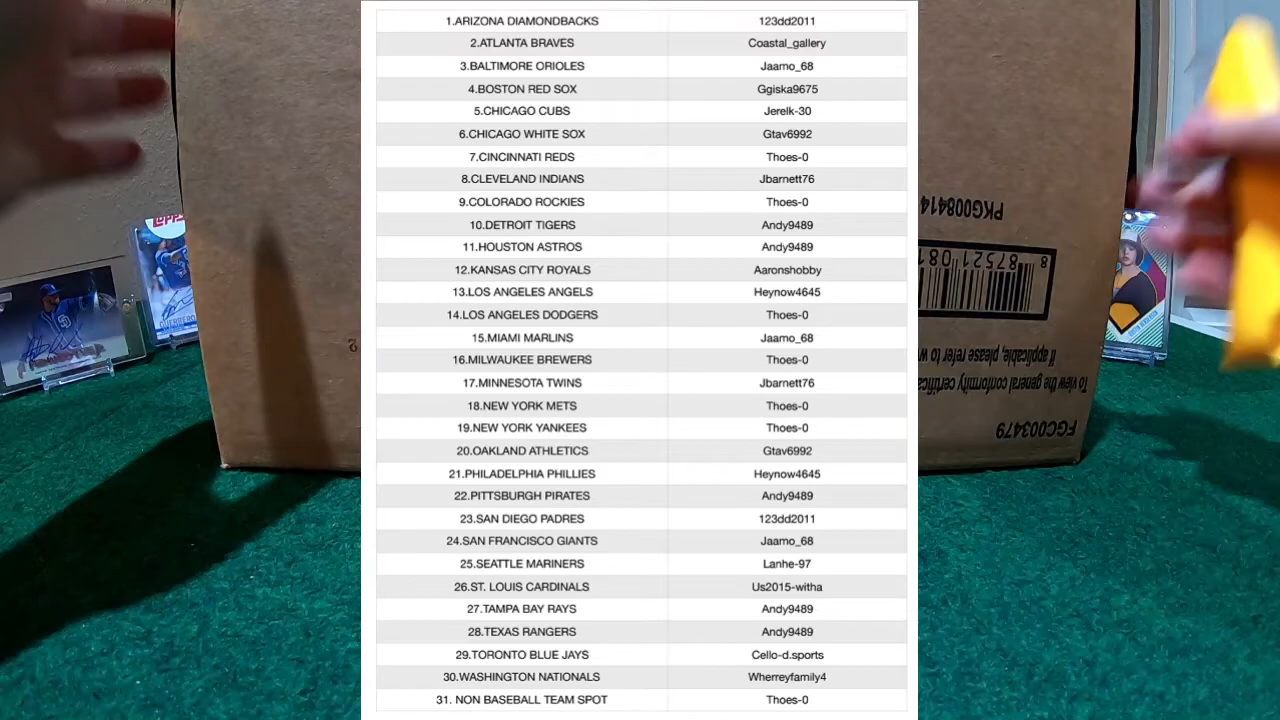 1.ARIZONA DIAMONDBACKS 123dd2011
2.ATLANTA BRAVES Coastal_gallery
3.BALTIMORE ORIOLES Jaamo_68
4.BOSTON RED SOX Ggiska9675
5.CHICAGO CUBS Jerelk-30
6.CHICAGO WHITE SOX Gtav6992
7.CINCINNATI REDS Thoes-0
8.CLEVELAND INDIANS Jbarnett76
9.COLORADO ROCKIES Thoes-0
10.DETROIT TIGERS Andy9489
11.HOUSTON ASTROS Andy9489
12.KANSAS CITY ROYALS Aaronshobby
13.LOS ANGELES ANGELS Heynow4645
14.LOS ANGELES DODGERS Thoes-0
15.MIAMI MARLINS Jaamo_68
16.MILWAUKEE BREWERS Thoes-0
17.MINNESOTA TWINS Jbarnett76
18.NEW YORK METS Thoes-0
19.NEW YORK YANKEES Thoes-0
20.OAKLAND ATHLETICS Gtav6992
21.PHILADELPHIA PHILLIES Heynow4645
22.PITTSBURGH PIRATES Andy9489
23.SAN DIEGO PADRES 123dd2011
24.SAN FRANCISCO GIANTS Jaamo_68
25.SEATTLE MARINERS Lanhe-97
26.ST. LOUIS CARDINALS Us2015-witha
27.TAMPA BAY RAYS Andy9489
28.TEXAS RANGERS Andy9489
29.TORONTO BLUE JAYS Cello-d.sports
30.WASHINGTON NATIONALS Wherreyfamily4
31. NON BASEBALL TEAM SPOT Thoes-0
PKG008414
8 87521 081
If applicable, please refer to
To view the general conformity
FGC003479
Topps
GUERRERO